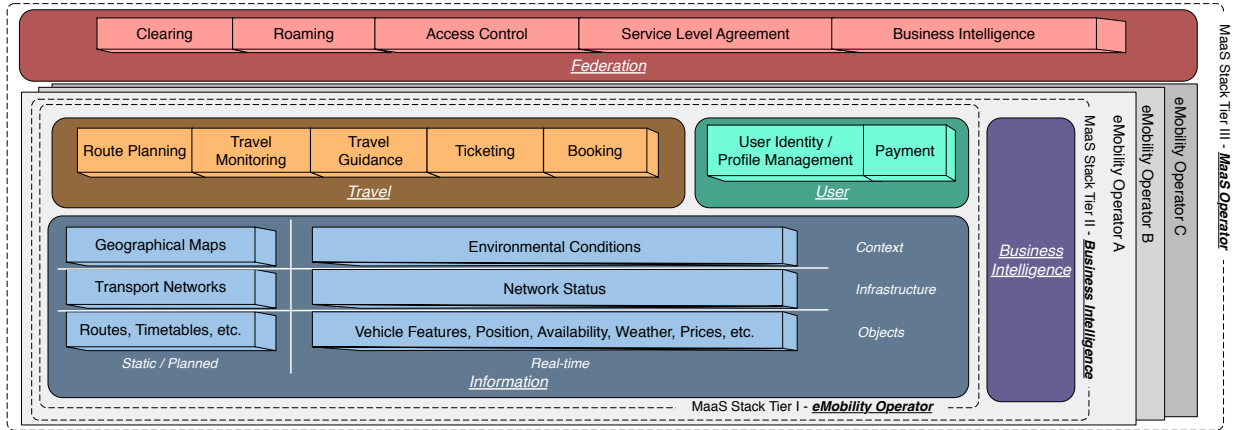 Clearing
Roaming
Access Control
Service Level Agreement
Business Intelligence
Federation
MaaS Stack Tier III - MaaS Operator
eMobility Operator C
eMobility Operator B
eMobility Operator A
MaaS Stack Tier II - Business Intelligence
Route Planning
Travel
Monitoring
Travel
Guidance
Ticketing
Booking
Travel
User Identity /
Profile Management
Payment
User
Business
Intelligence
Geographical Maps
Environmental Conditions
Context
Transport Networks
Network Status
Infrastructure
Routes, Timetables, etc.
Vehicle Features, Position, Availability, Weather, Prices, etc.
Objects
Static / Planned
Real-time
Information
MaaS Stack Tier I - eMobility Operator